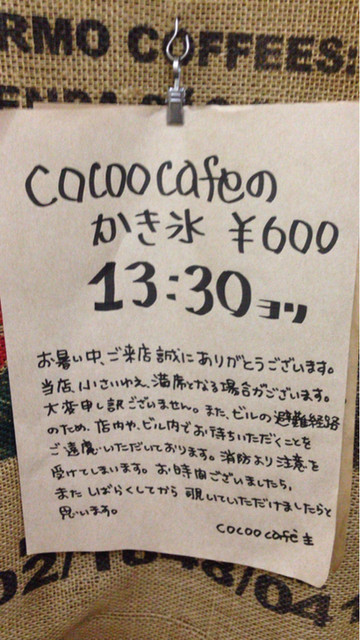 RMO COFFEES.
cocoo cafeの
かき氷 ¥600
13:30ヨリ
お暑い中、ご来店誠にありがとうございます。
当店、小さいゆえ、満席となる場合がございます。
大変申し訳ございません。また、ビルの避難経路
のため、店内や、ビル内でお待ちいただくことを
ご遠慮いただいております。消防より注意を
受けてしまいます。お時間ございましたら、
また しばらくしてから 覗いていただけましたらと
思います。
cocoo cafe 主